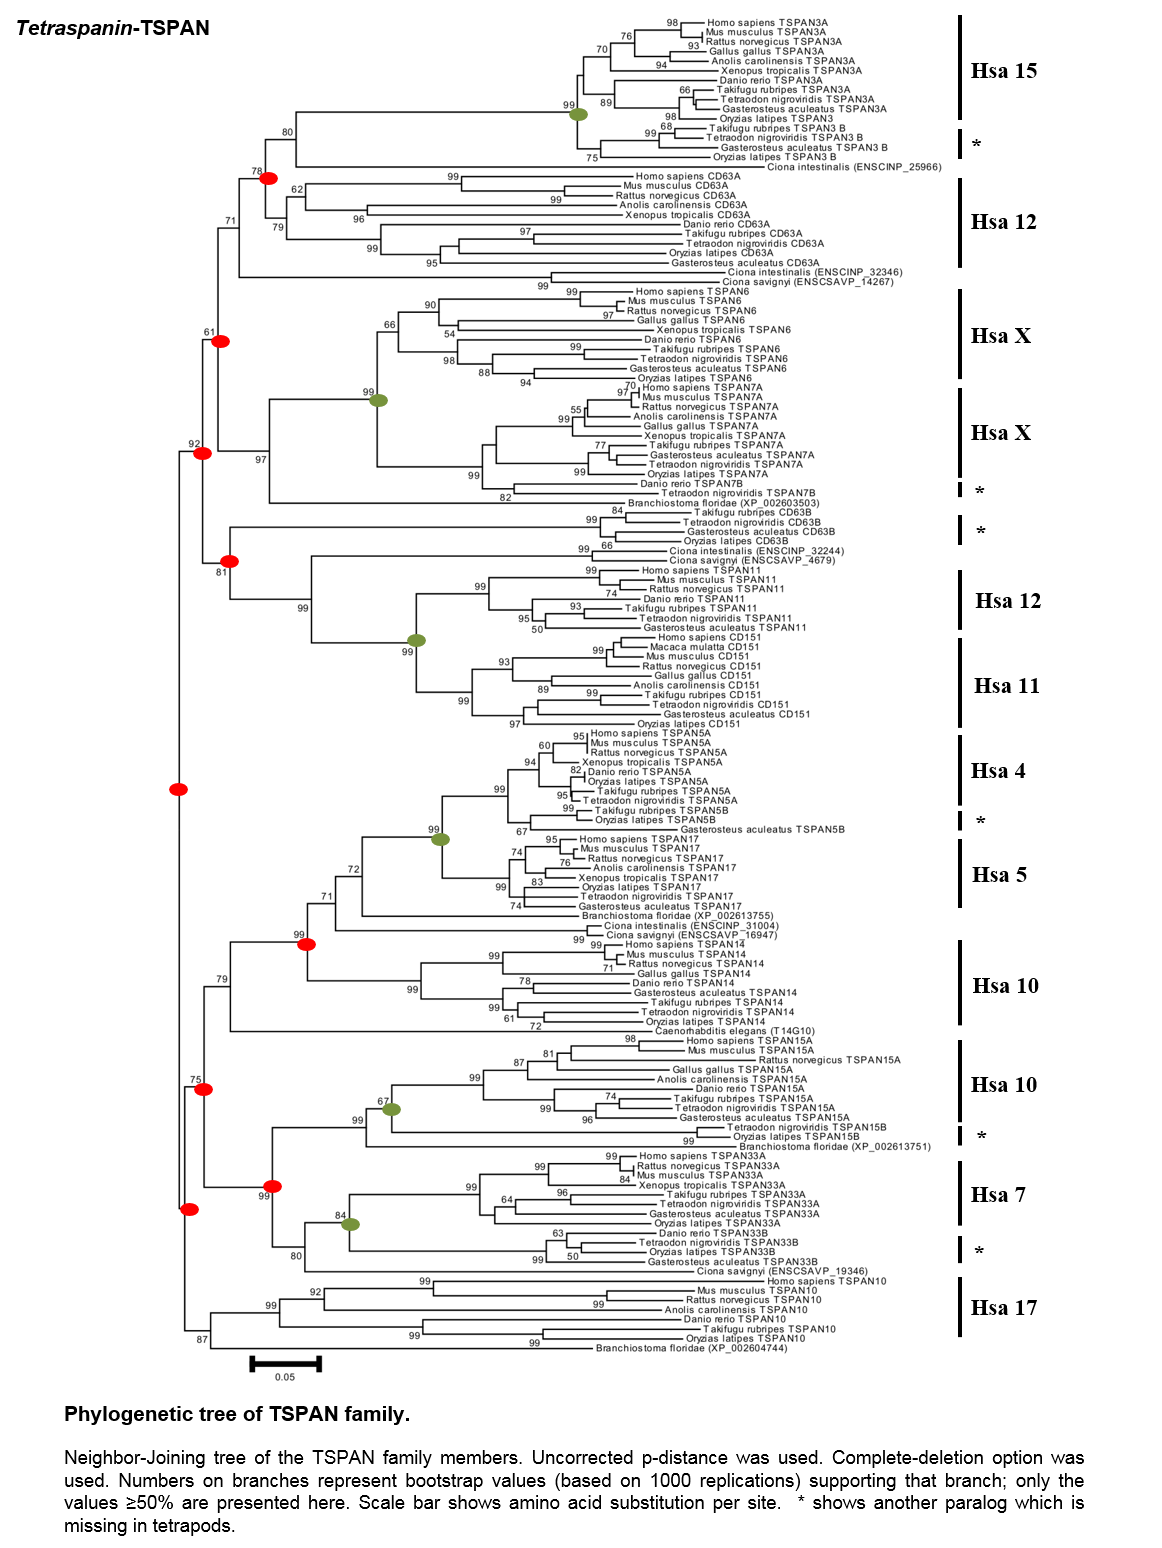 Tetraspanin-TSPAN
98 Homo sapiens TSPAN3A
Mus musculus TSPAN3A
76 Rattus norvegicus TSPAN3A
93
70 Gallus gallus TSPAN3A
Anolis carolinensis TSPAN3A
94
Xenopus tropicalis TSPAN3A
Hsa 15
Danio rerio TSPAN3A
66 Takifugu rubripes TSPAN3A
89 Tetraodon nigroviridis TSPAN3A
99 Gasterosteus aculeatus TSPAN3A
98 Oryzias latipes TSPAN3
68 Takifugu rubripes TSPAN3 B
99 Tetraodon nigroviridis TSPAN3 B
80 Gasterosteus aculeatus TSPAN3 B
*
75 Oryzias latipes TSPAN3 B
Ciona intestinalis (ENSCINP_25966)
78 99 Homo sapiens CD63A
62 Mus musculus CD63A
99 Rattus norvegicus CD63A
Anolis carolinensis CD63A
96 Xenopus tropicalis CD63A
71 79 Danio rerio CD63A
Hsa 12
97 Takifugu rubripes CD63A
99 Tetraodon nigroviridis CD63A
Oryzias latipes CD63A
95 Gasterosteus aculeatus CD63A
Ciona intestinalis (ENSCINP_32346)
99 Ciona savignyi (ENSCSAVP_14267)
99 Homo sapiens TSPAN6
90 Mus musculus TSPAN6
97 Rattus norvegicus TSPAN6
66 Gallus gallus TSPAN6
54 Xenopus tropicalis TSPAN6
61 Danio rerio TSPAN6
Hsa X
99 Takifugu rubripes TSPAN6
98 Tetraodon nigroviridis TSPAN6
88 Gasterosteus aculeatus TSPAN6
94 Oryzias latipes TSPAN6
99 70 Homo sapiens TSPAN7A
97 Mus musculus TSPAN7A
55 Rattus norvegicus TSPAN7A
99 Anolis carolinensis TSPAN7A
Gallus gallus TSPAN7A
Hsa X
Xenopus tropicalis TSPAN7A
92 77 Takifugu rubripes TSPAN7A
97 Gasterosteus aculeatus TSPAN7A
Tetraodon nigroviridis TSPAN7A
99 99 Oryzias latipes TSPAN7A
Danio rerio TSPAN7B
*
82 Tetraodon nigroviridis TSPAN7B
Branchiostoma floridae (XP_002603503)
84 Takifugu rubripes CD63B
99 Tetraodon nigroviridis CD63B
Gasterosteus aculeatus CD63B
*
66 Oryzias latipes CD63B
99 Ciona intestinalis (ENSCINP_32244)
Ciona savignyi (ENSCSAVP_4679)
81 99 Homo sapiens TSPAN11
99 Mus musculus TSPAN11
74 Rattus norvegicus TSPAN11
Danio rerio TSPAN11
Hsa 12
99 93 Takifugu rubripes TSPAN11
95 Tetraodon nigroviridis TSPAN11
50 Gasterosteus aculeatus TSPAN11
Homo sapiens CD151
99 99 Macaca mulatta CD151
93 Mus musculus CD151
Rattus norvegicus CD151
Gallus gallus CD151
89 Anolis carolinensis CD151
Hsa 11
99 99 Takifugu rubripes CD151
Tetraodon nigroviridis CD151
Gasterosteus aculeatus CD151
97 Oryzias latipes CD151
95 Homo sapiens TSPAN5A
60 Mus musculus TSPAN5A
Rattus norvegicus TSPAN5A
94 Xenopus tropicalis TSPAN5A
82 Danio rerio TSPAN5A
Hsa 4
Oryzias latipes TSPAN5A
99 95 Takifugu rubripes TSPAN5A
Tetraodon nigroviridis TSPAN5A
99 Takifugu rubripes TSPAN5B
Oryzias latipes TSPAN5B
*
99 67 Gasterosteus aculeatus TSPAN5B
95 Homo sapiens TSPAN17
74 Mus musculus TSPAN17
Rattus norvegicus TSPAN17
72 76 Anolis carolinensis TSPAN17
83 Xenopus tropicalis TSPAN17
Hsa 5
99 Oryzias latipes TSPAN17
71 Tetraodon nigroviridis TSPAN17
74 Gasterosteus aculeatus TSPAN17
Branchiostoma floridae (XP_002613755)
Ciona intestinalis (ENSCINP_31004)
99 99 Ciona savignyi (ENSCSAVP_16947)
99 Homo sapiens TSPAN14
99 Mus musculus TSPAN14
71 Rattus norvegicus TSPAN14
Gallus gallus TSPAN14
79 99 78 Danio rerio TSPAN14
Hsa 10
Gasterosteus aculeatus TSPAN14
99 Takifugu rubripes TSPAN14
61 Tetraodon nigroviridis TSPAN14
72 Oryzias latipes TSPAN14
Caenorhabditis elegans (T14G10)
98 Homo sapiens TSPAN15A
81 Mus musculus TSPAN15A
87 Rattus norvegicus TSPAN15A
Gallus gallus TSPAN15A
75 99 Anolis carolinensis TSPAN15A
Hsa 10
Danio rerio TSPAN15A
67 74 Takifugu rubripes TSPAN15A
99 Tetraodon nigroviridis TSPAN15A
96 Gasterosteus aculeatus TSPAN15A
99 Tetraodon nigroviridis TSPAN15B
*
99 Oryzias latipes TSPAN15B
Branchiostoma floridae (XP_002613751)
99 Homo sapiens TSPAN33A
99 Rattus norvegicus TSPAN33A
84 Mus musculus TSPAN33A
99 99 Xenopus tropicalis TSPAN33A
96 Takifugu rubripes TSPAN33A
Hsa 7
64 Tetraodon nigroviridis TSPAN33A
84 Gasterosteus aculeatus TSPAN33A
Oryzias latipes TSPAN33A
63 Danio rerio TSPAN33B
Tetraodon nigroviridis TSPAN33B
80 50 Oryzias latipes TSPAN33B
*
99 Gasterosteus aculeatus TSPAN33B
Ciona savignyi (ENSCSAVP_19346)
99 Homo sapiens TSPAN10
92 Mus musculus TSPAN10
99 99 Rattus norvegicus TSPAN10
Anolis carolinensis TSPAN10
Hsa 17
Danio rerio TSPAN10
99 Takifugu rubripes TSPAN10
87 99 Oryzias latipes TSPAN10
Branchiostoma floridae (XP_002604744)
0.05
Phylogenetic tree of TSPAN family.
Neighbor-Joining tree of the TSPAN family members. Uncorrected p-distance was used. Complete-deletion option was
used. Numbers on branches represent bootstrap values (based on 1000 replications) supporting that branch; only the
values ≥50% are presented here. Scale bar shows amino acid substitution per site. * shows another paralog which is
missing in tetrapods.